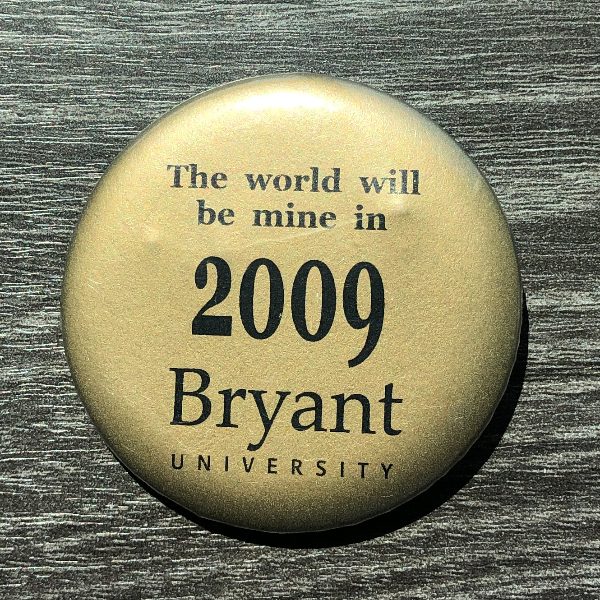 The world will
be mine in
2009
Bryant
UNIVERSITY